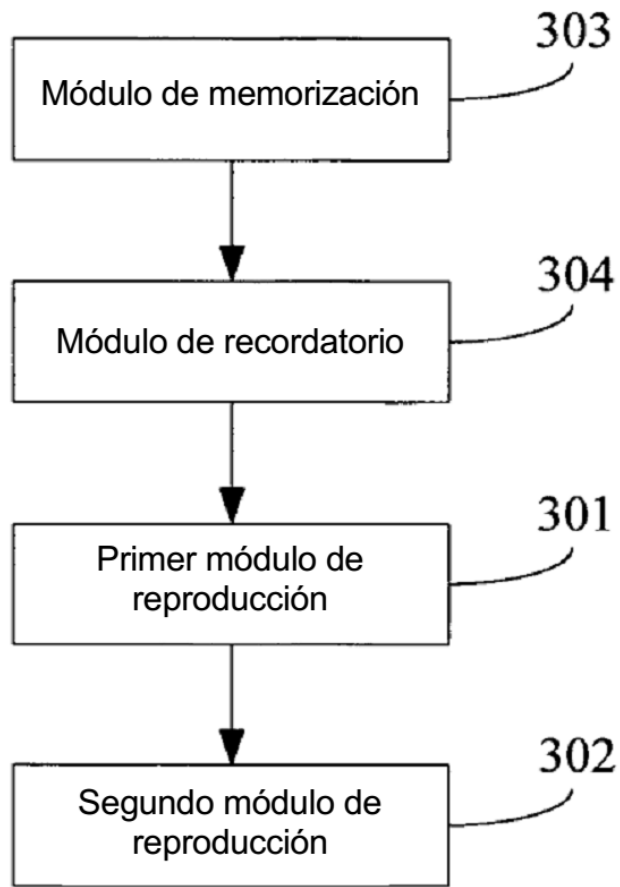 303
Módulo de memorización
304
Módulo de recordatorio
301
Primer módulo de
reproducción
302
Segundo módulo de
reproducción